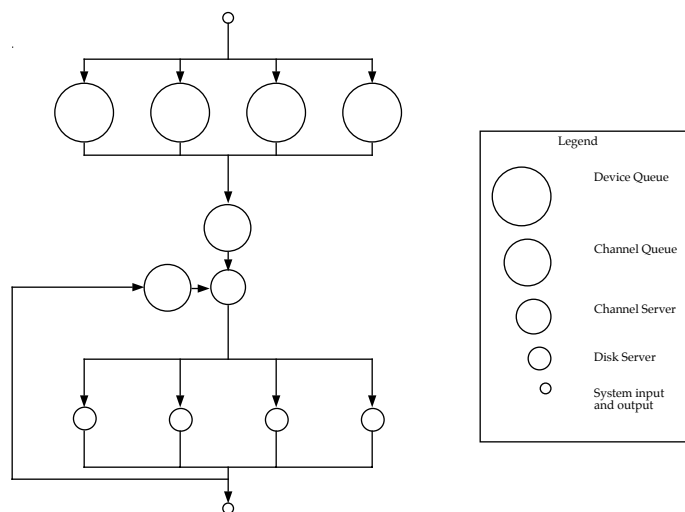 Legend
Device Queue
Channel Queue
Channel Server
Disk Server
System input
and output